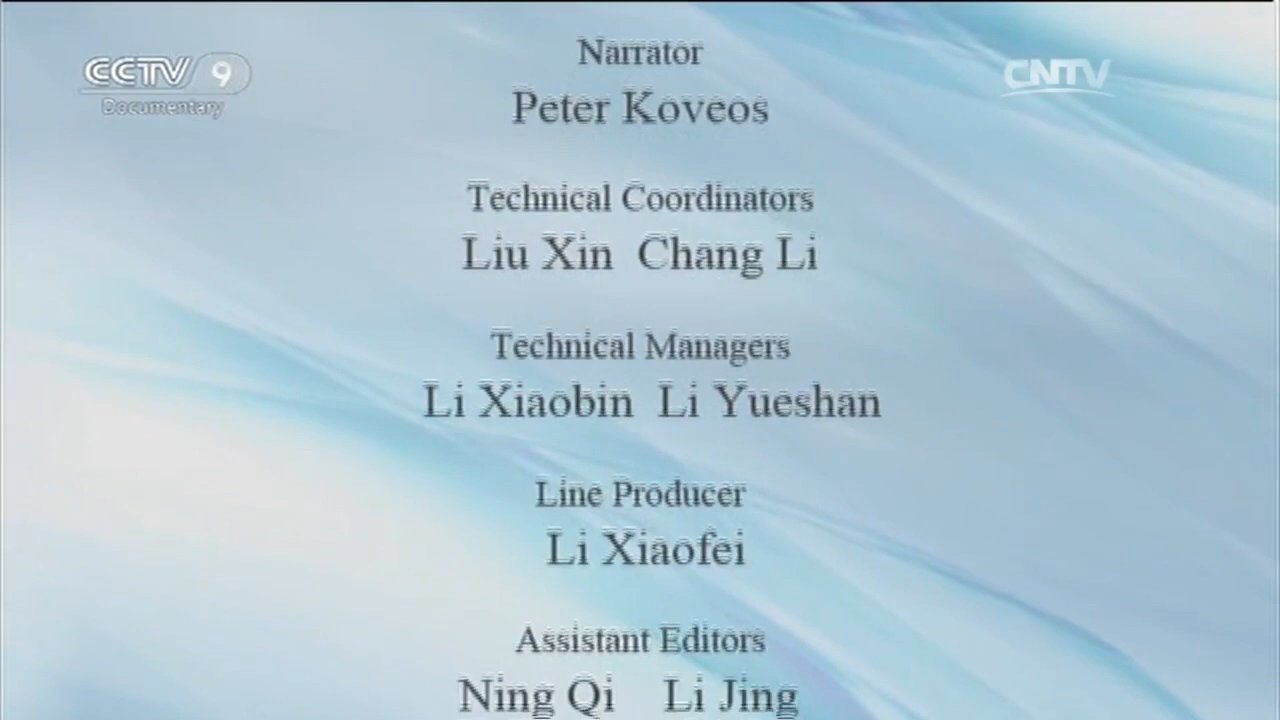 CCTV 9
Documentary
CNTV
Narrator
Peter Koveos
Technical Coordinators
Liu Xin Chang Li
Technical Managers
Li Xiaobin Li Yueshan
Line Producer
Li Xiaofei
Assistant Editors
Ning Qi Li Jing